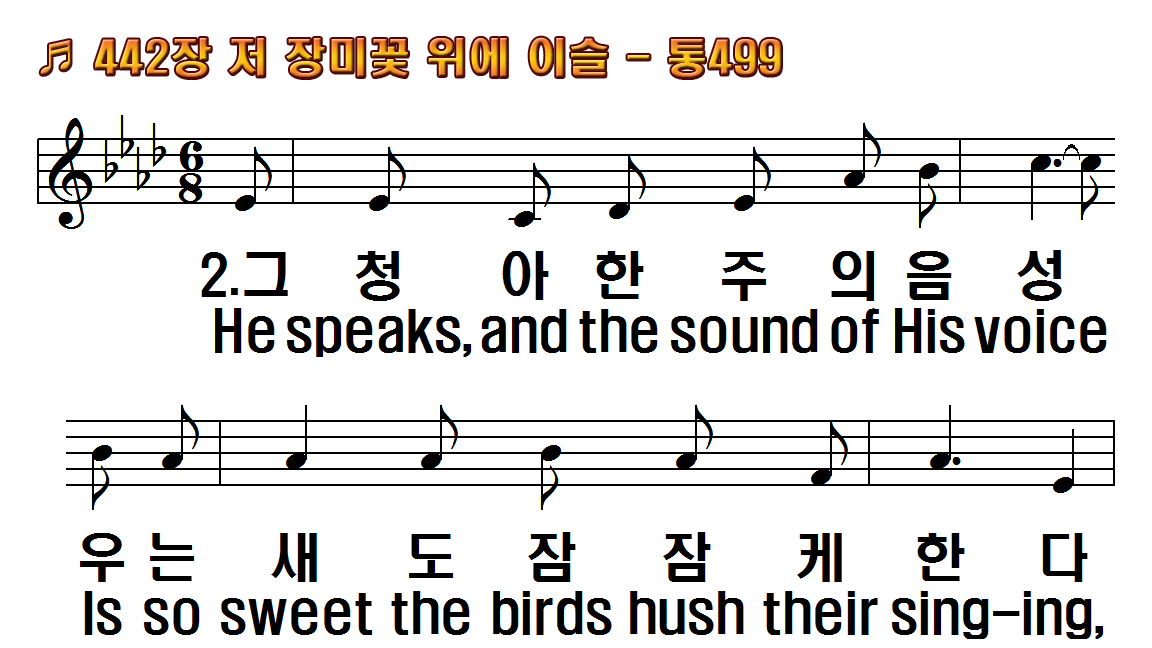 ♬ 442장 저 장미꽃 위에 이슬 - 통499
2.그 청 아 한 주 의 음 성
He speaks, and the sound of His voice
우 는 새 도 잠 잠 케 한 다
Is so sweet the birds hush their sing-ing,